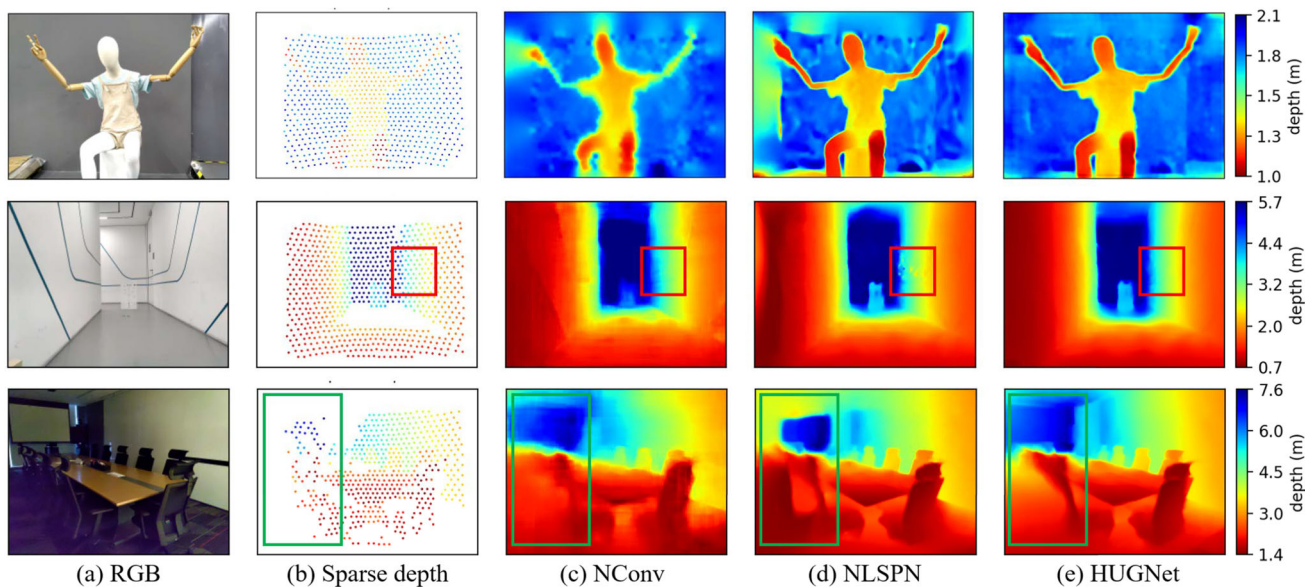 2.1
1.8
1.5
1.3
1.0
depth (m)
5.7
4.4
3.2
2.0
0.7
depth (m)
7.6
6.0
4.5
3.0
1.4
depth (m)
(a) RGB
(b) Sparse depth
(c) NConv
(d) NLSPN
(e) HUGNet